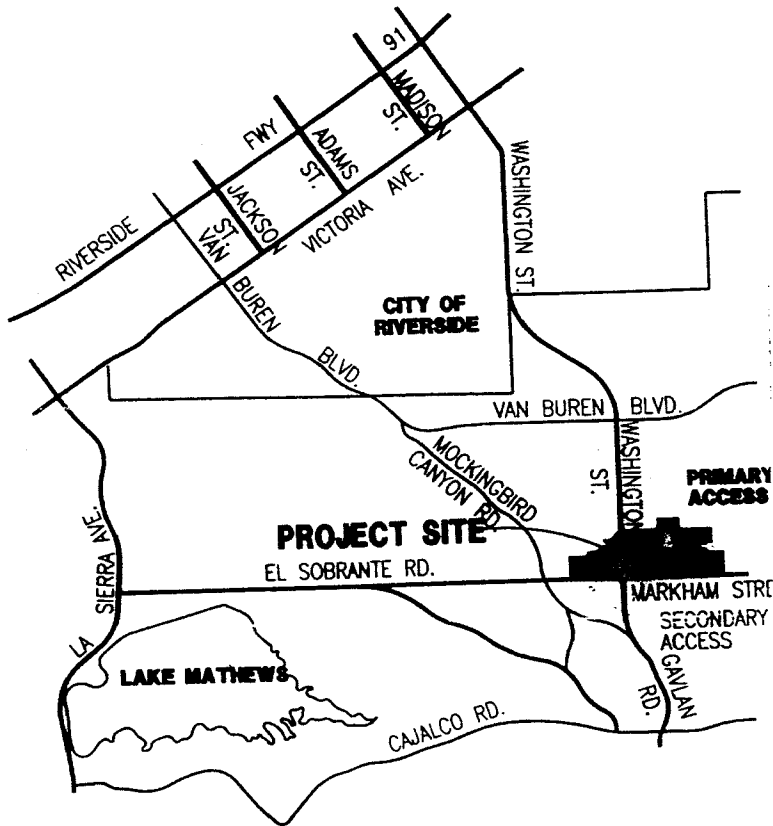 91
MADISON
ST.
FWY
ADAMS
ST.
WASHINGTON ST.
JACKSON
ST.
VICTORIA AVE.
RIVERSIDE
VAN
BUREN
BLVD.
CITY OF
RIVERSIDE
VAN BUREN BLVD.
MOCKINGBIRD
CANYON RD.
WASHINGTON
ST.
PRIMARY
ACCESS
PROJECT SITE
EL SOBRANTE RD.
MARKHAM STRE
SECONDARY
ACCESS
LA
SIERRA AVE.
LAKE MATHEWS
GAVLAN
RD.
CAJALCO RD.